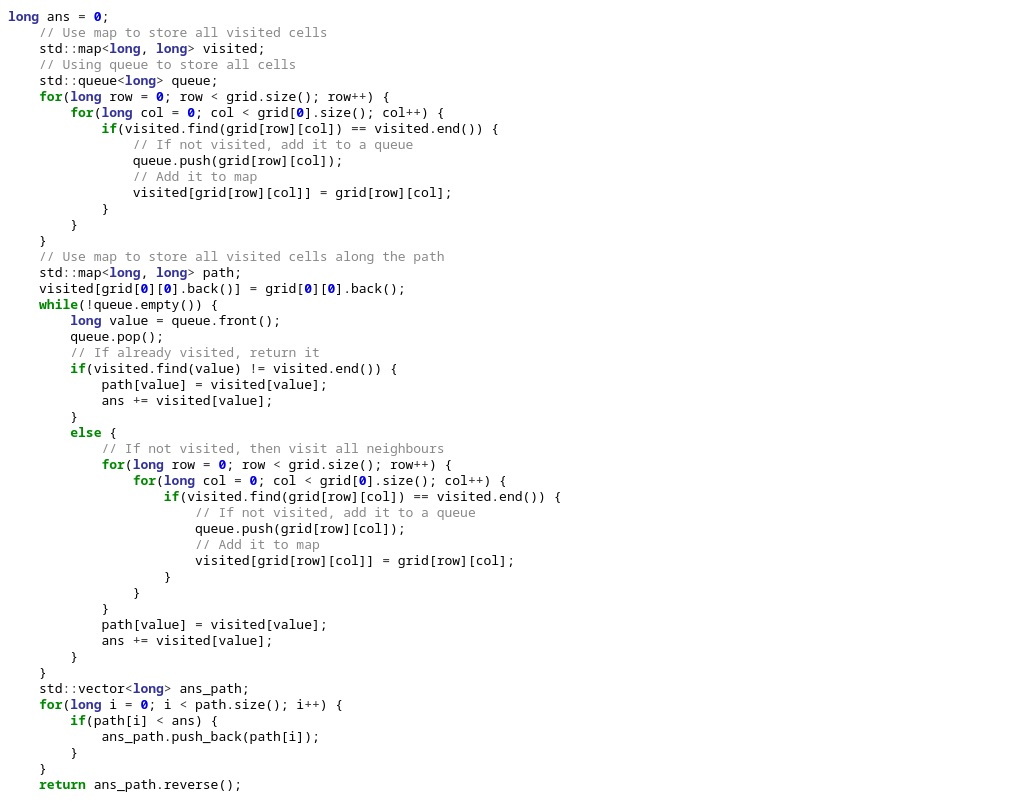 long ans = 0;
    // Use map to store all visited cells
    std::map<long, long> visited;
    // Using queue to store all cells
    std::queue<long> queue;
    for(long row = 0; row < grid.size(); row++) {
        for(long col = 0; col < grid[0].size(); col++) {
            if(visited.find(grid[row][col]) == visited.end()) {
                // If not visited, add it to a queue
                queue.push(grid[row][col]);
                // Add it to map
                visited[grid[row][col]] = grid[row][col];
            }
        }
    }
    // Use map to store all visited cells along the path
    std::map<long, long> path;
    visited[grid[0][0].back()] = grid[0][0].back();
    while(!queue.empty()) {
        long value = queue.front();
        queue.pop();
        // If already visited, return it
        if(visited.find(value) != visited.end()) {
            path[value] = visited[value];
            ans += visited[value];
        }
        else {
            // If not visited, then visit all neighbours
            for(long row = 0; row < grid.size(); row++) {
                for(long col = 0; col < grid[0].size(); col++) {
                    if(visited.find(grid[row][col]) == visited.end()) {
                        // If not visited, add it to a queue
                        queue.push(grid[row][col]);
                        // Add it to map
                        visited[grid[row][col]] = grid[row][col];
                    }
                }
            }
            path[value] = visited[value];
            ans += visited[value];
        }
    }
    std::vector<long> ans_path;
    for(long i = 0; i < path.size(); i++) {
        if(path[i] < ans) {
            ans_path.push_back(path[i]);
        }
    }
    return ans_path.reverse();